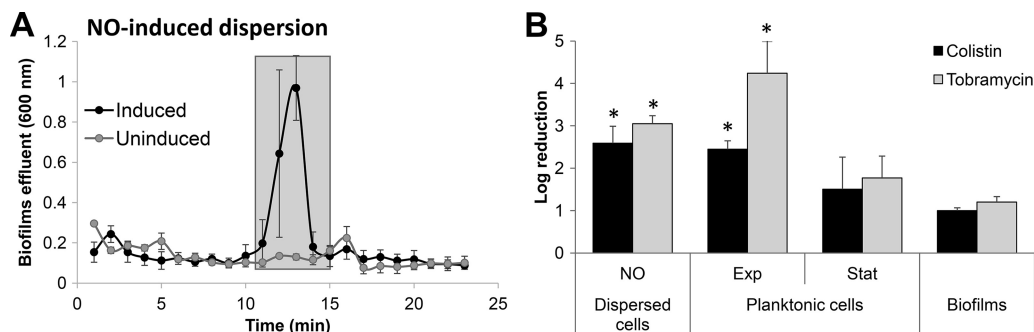 A
NO-induced dispersion
Biofilms effluent (600 nm)
1.2
1
0.8
0.6
0.4
0.2
0
Induced
Uninduced
0 5 10 15 20 25
Time (min)
B
Log reduction
5
4
3
2
1
0
* * * *
Colistin
Tobramycin
NO Exp Stat
Dispersed cells
Planktonic cells
Biofilms